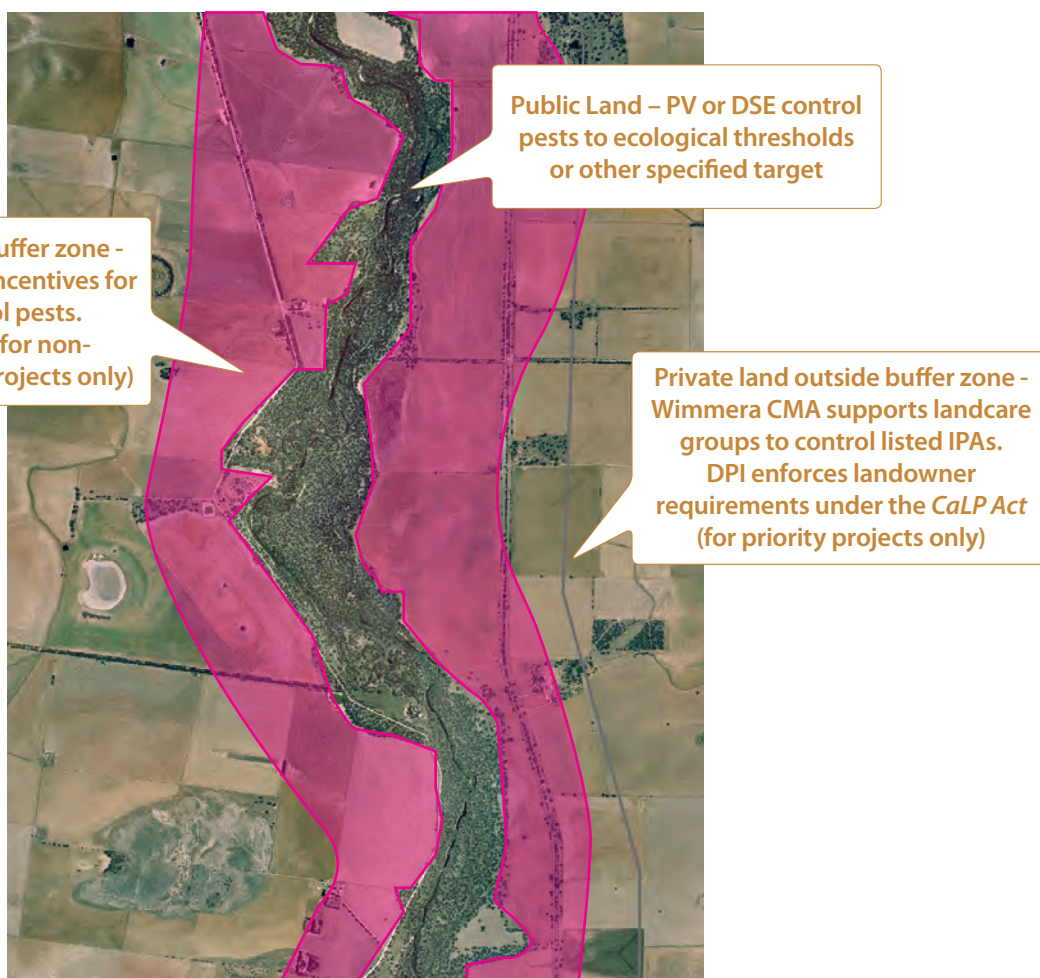 Public Land – PV or DSE control
pests to ecological thresholds
or other specified target
uffer zone -
ncentives for
ol pests.
for non-
rojects only)
Private land outside buffer zone -
Wimmera CMA supports landcare
groups to control listed IPAs.
DPI enforces landowner
requirements under the CaLP Act
(for priority projects only)